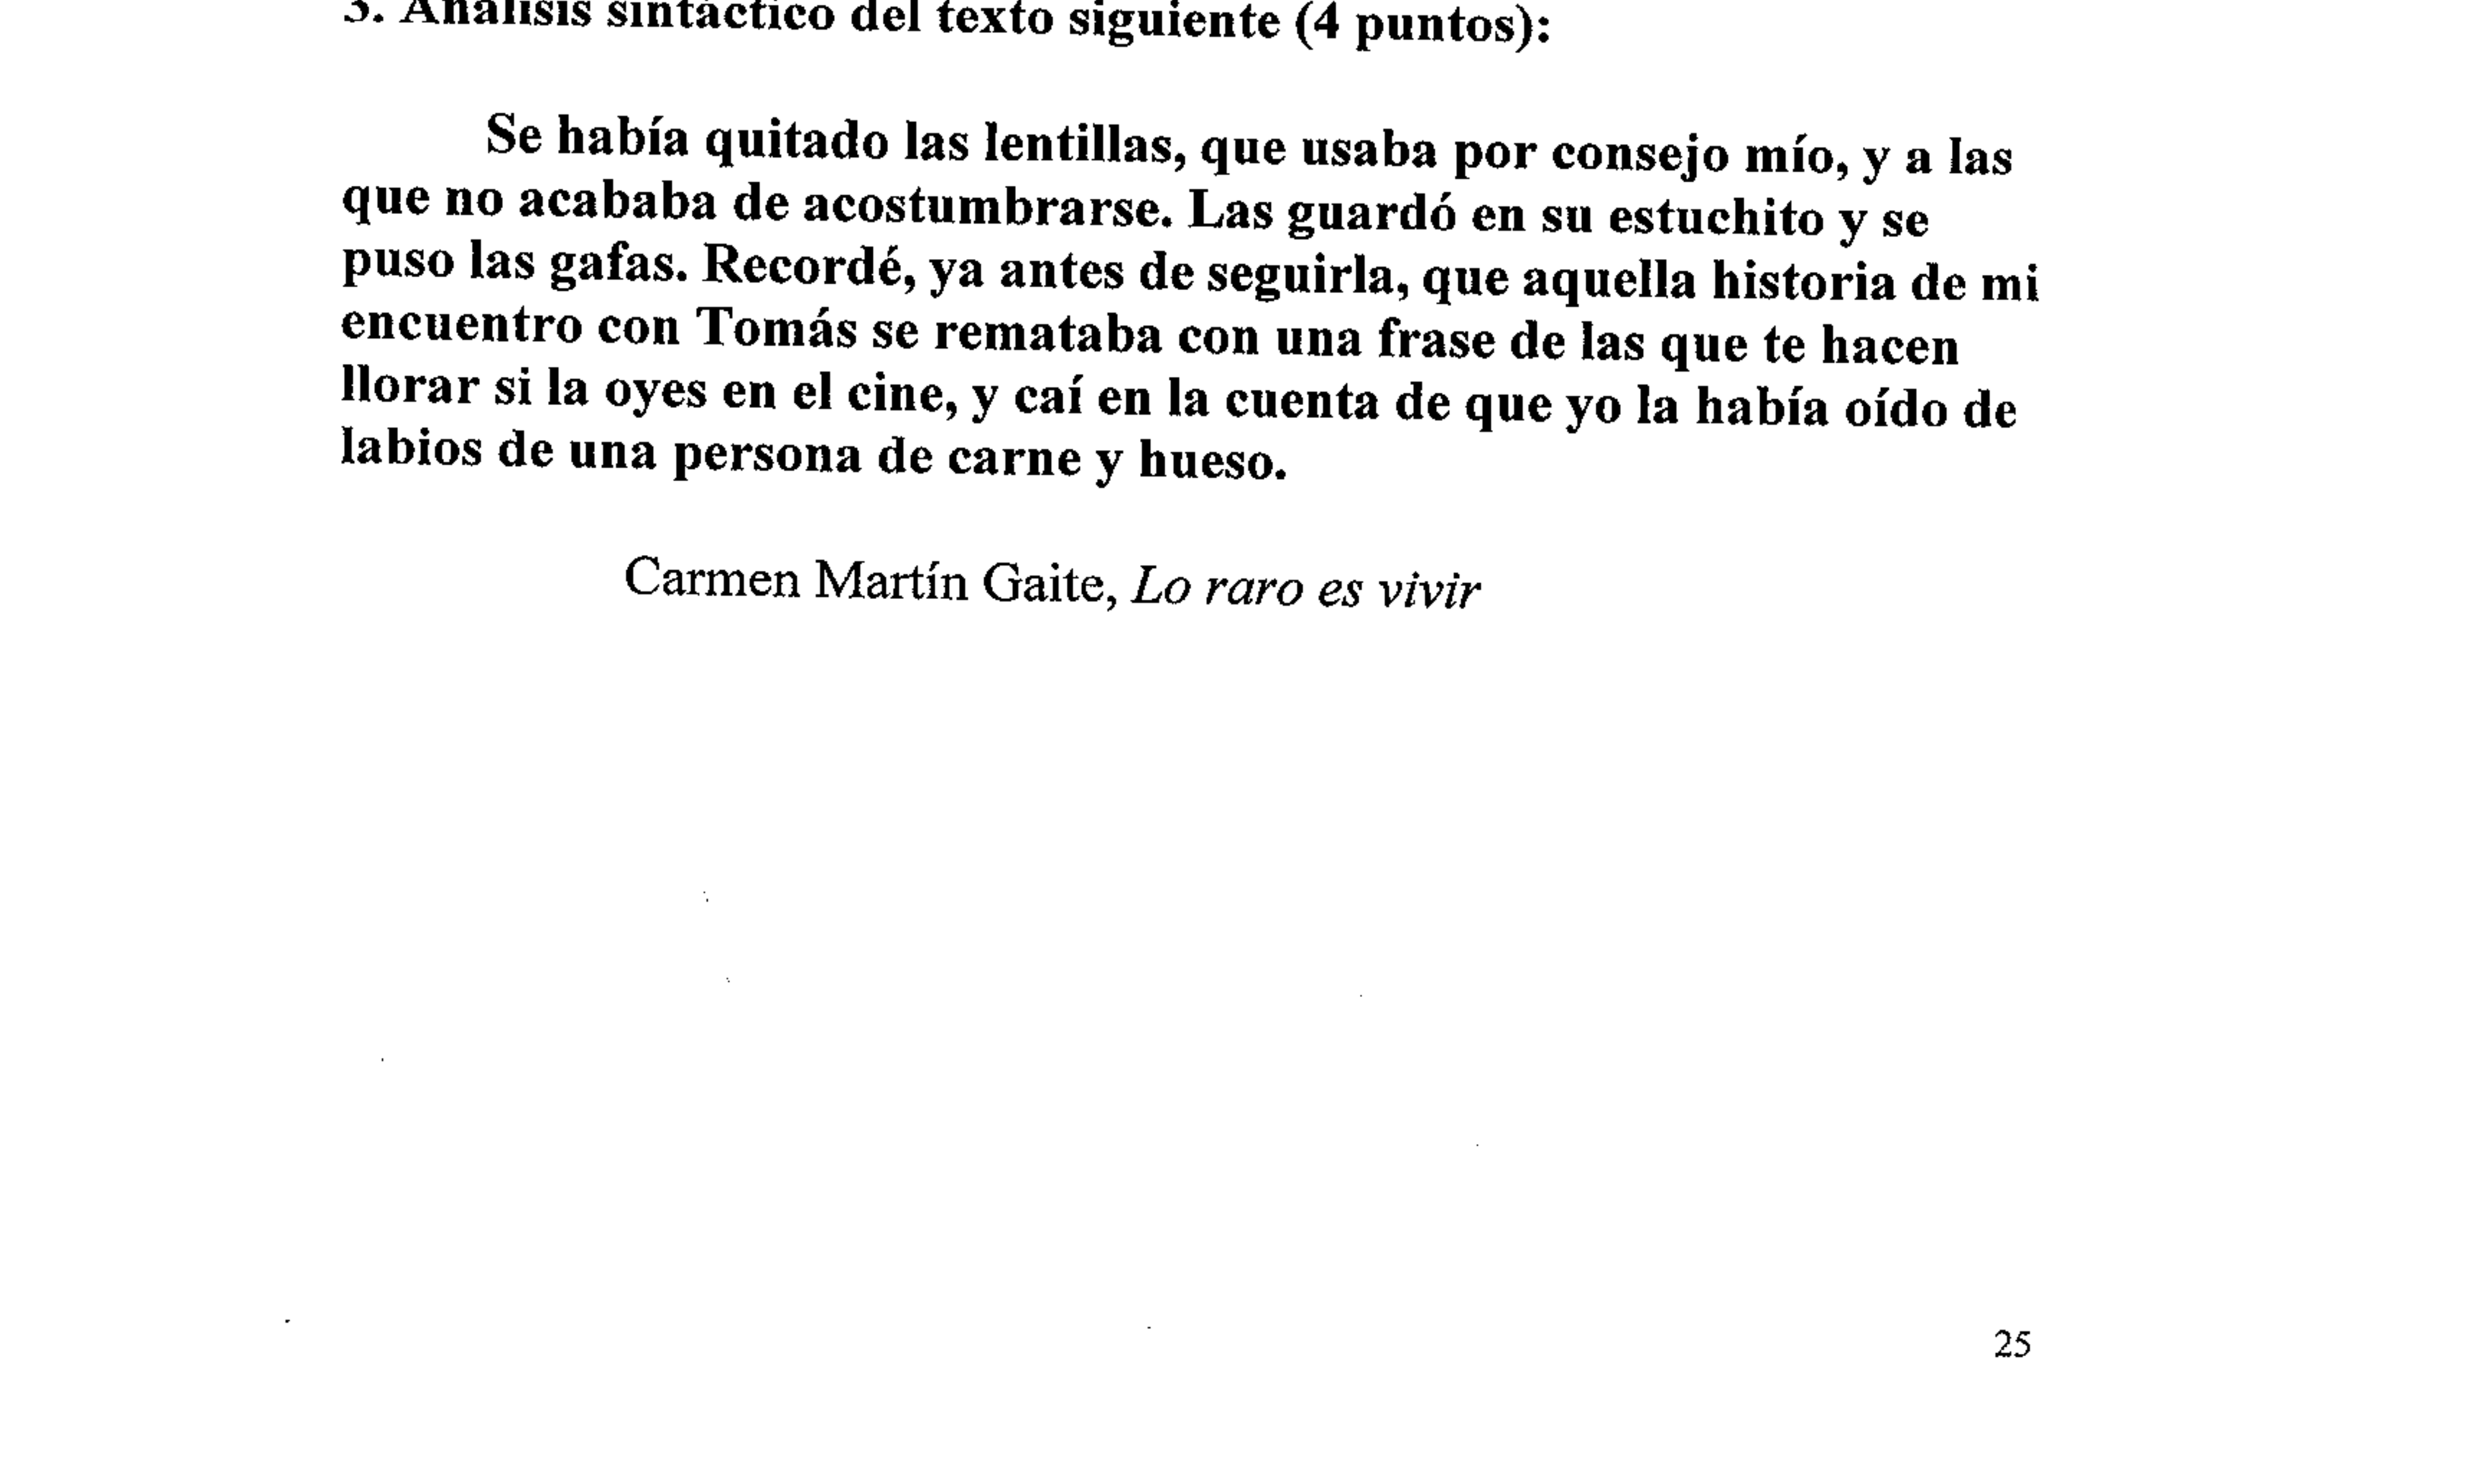 3. Análisis sintáctico del texto siguiente (4 puntos):
Se había quitado las lentillas, que usaba por consejo mío, y a las
que no acababa de acostumbrarse. Las guardó en su estuchito y se
puso las gafas. Recordé, ya antes de seguirla, que aquella historia de mi
encuentro con Tomás se remataba con una frase de las que te hacen
llorar si la oyes en el cine, y caí en la cuenta de que yo la había oído de
labios de una persona de carne y hueso.
Carmen Martín Gaite, Lo raro es vivir
25